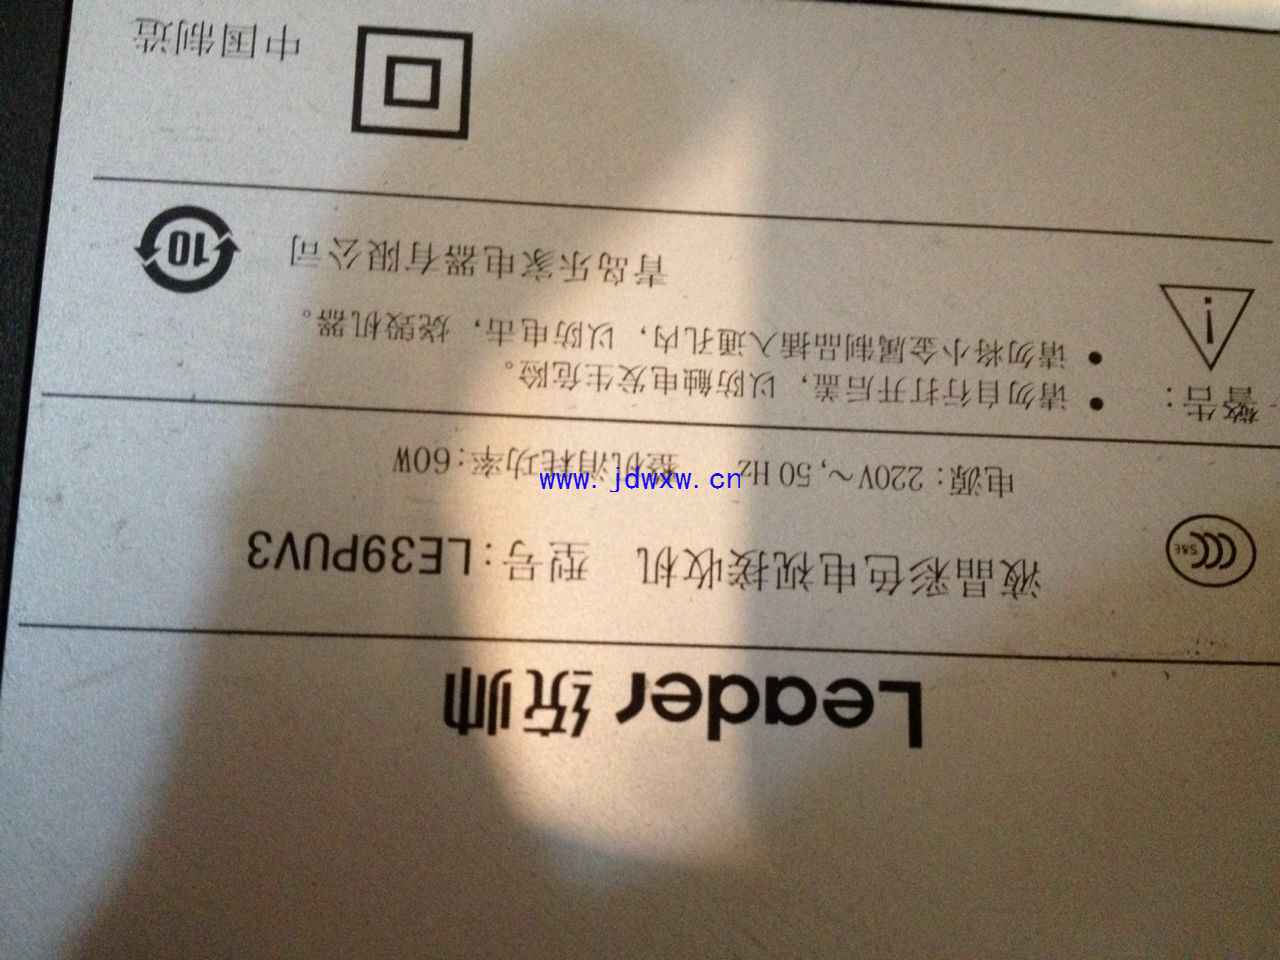 Leader 统帅
液晶彩色电视接收机 型号:LE39PUV3
S&E
电源:220V～,50 Hz 整机消耗功率:60W
www.jdwxw.cn
警告:
• 请勿自行打开后盖，以防触电发生危险。
• 请勿将小金属制品插入通孔内，以防电击，烧毁机器。
青岛乐家电器有限公司
10
中国制造